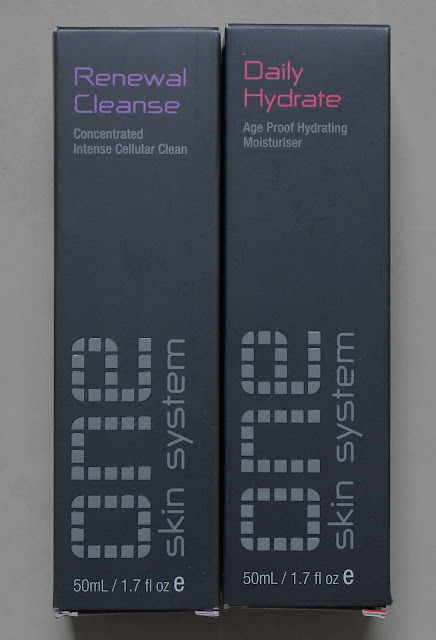 Renewal
Cleanse
Concentrated
Intense Cellular Clean
one
skin system
50mL / 1.7 fl oz e
Daily
Hydrate
Age Proof Hydrating
Moisturiser
one
skin system
50mL / 1.7 fl oz e